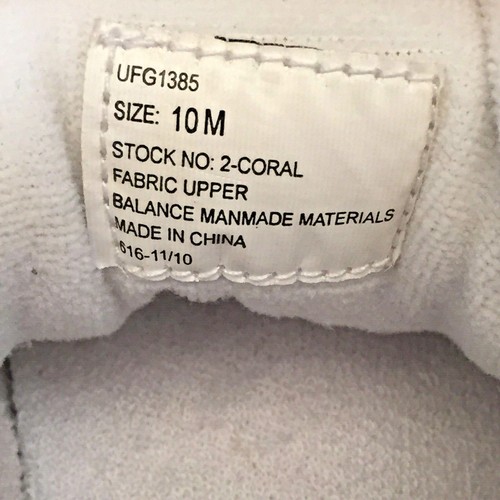 UFG1385
SIZE: 10 M
STOCK NO: 2-CORAL
FABRIC UPPER
BALANCE MANMADE MATERIALS
MADE IN CHINA
616-11/10